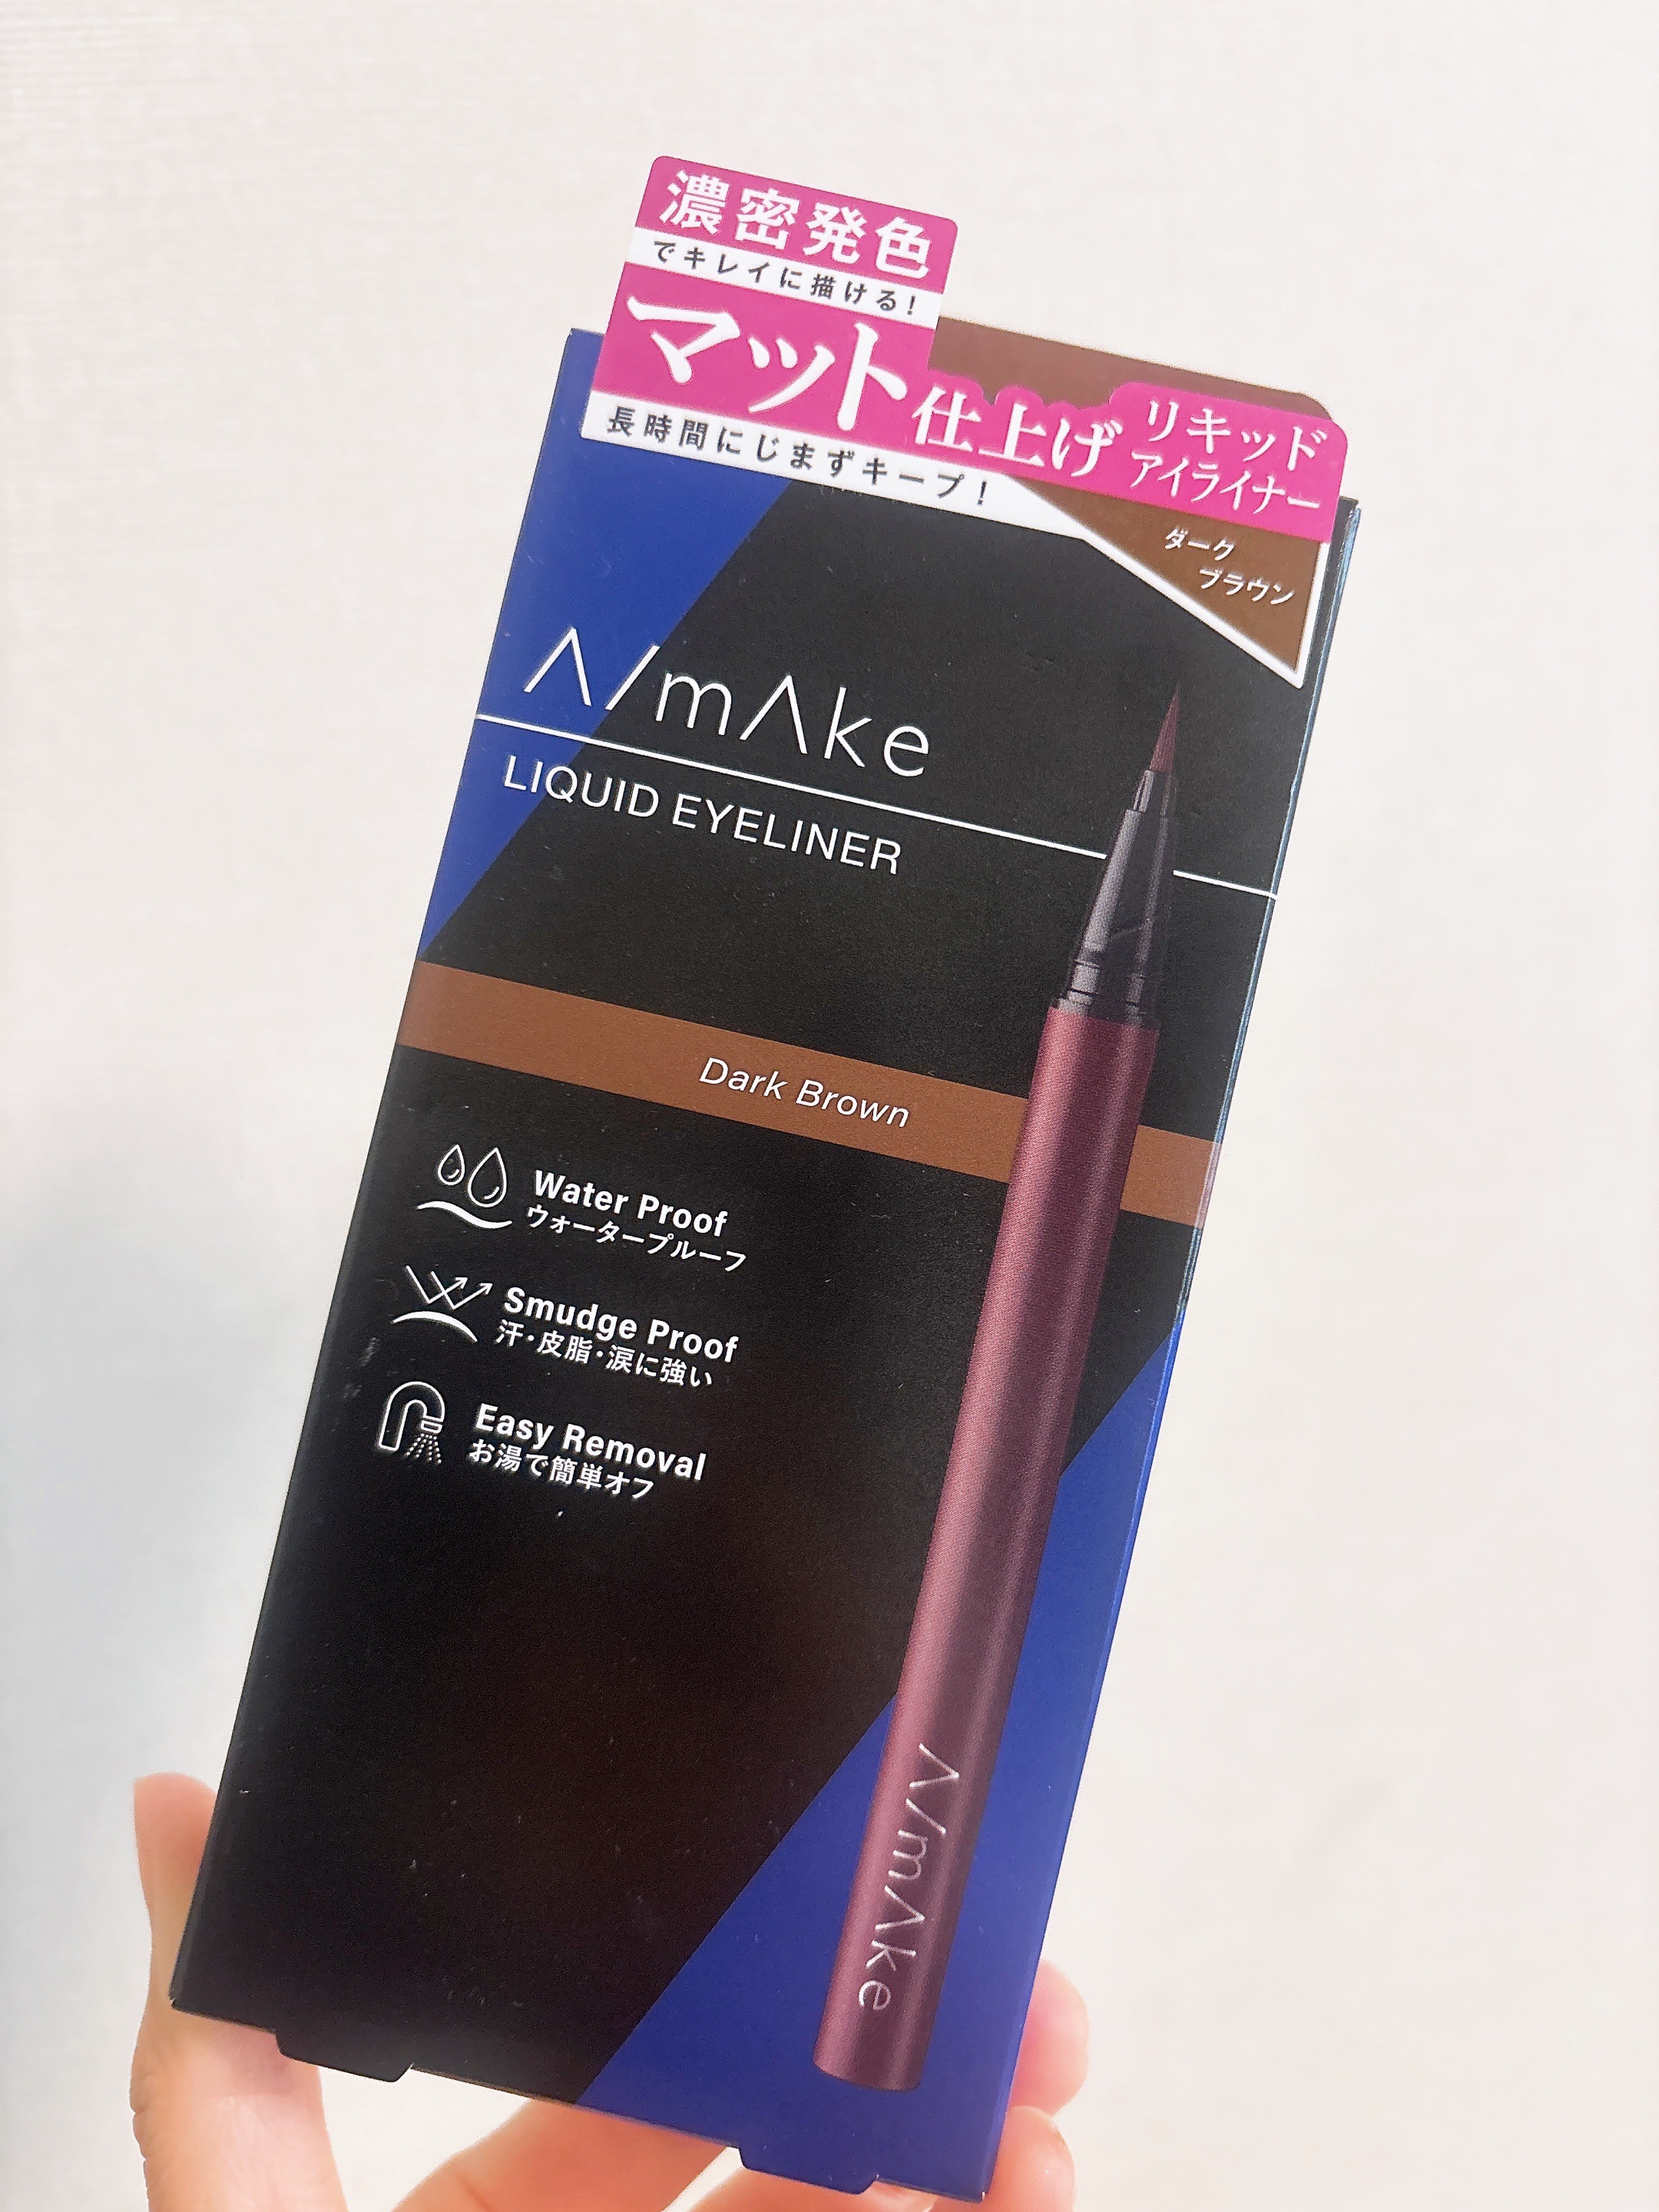 濃密発色
でキレイに描ける!
マット仕上げ
リキッド
アイライナー
長時間にじまずキープ!
ダーク
ブラウン
A/mAke
LIQUID EYELINER
Dark Brown
Water Proof
ウォータープルーフ
Smudge Proof
汗・皮脂・涙に強い
Easy Removal
お湯で簡単オフ
A/mAke